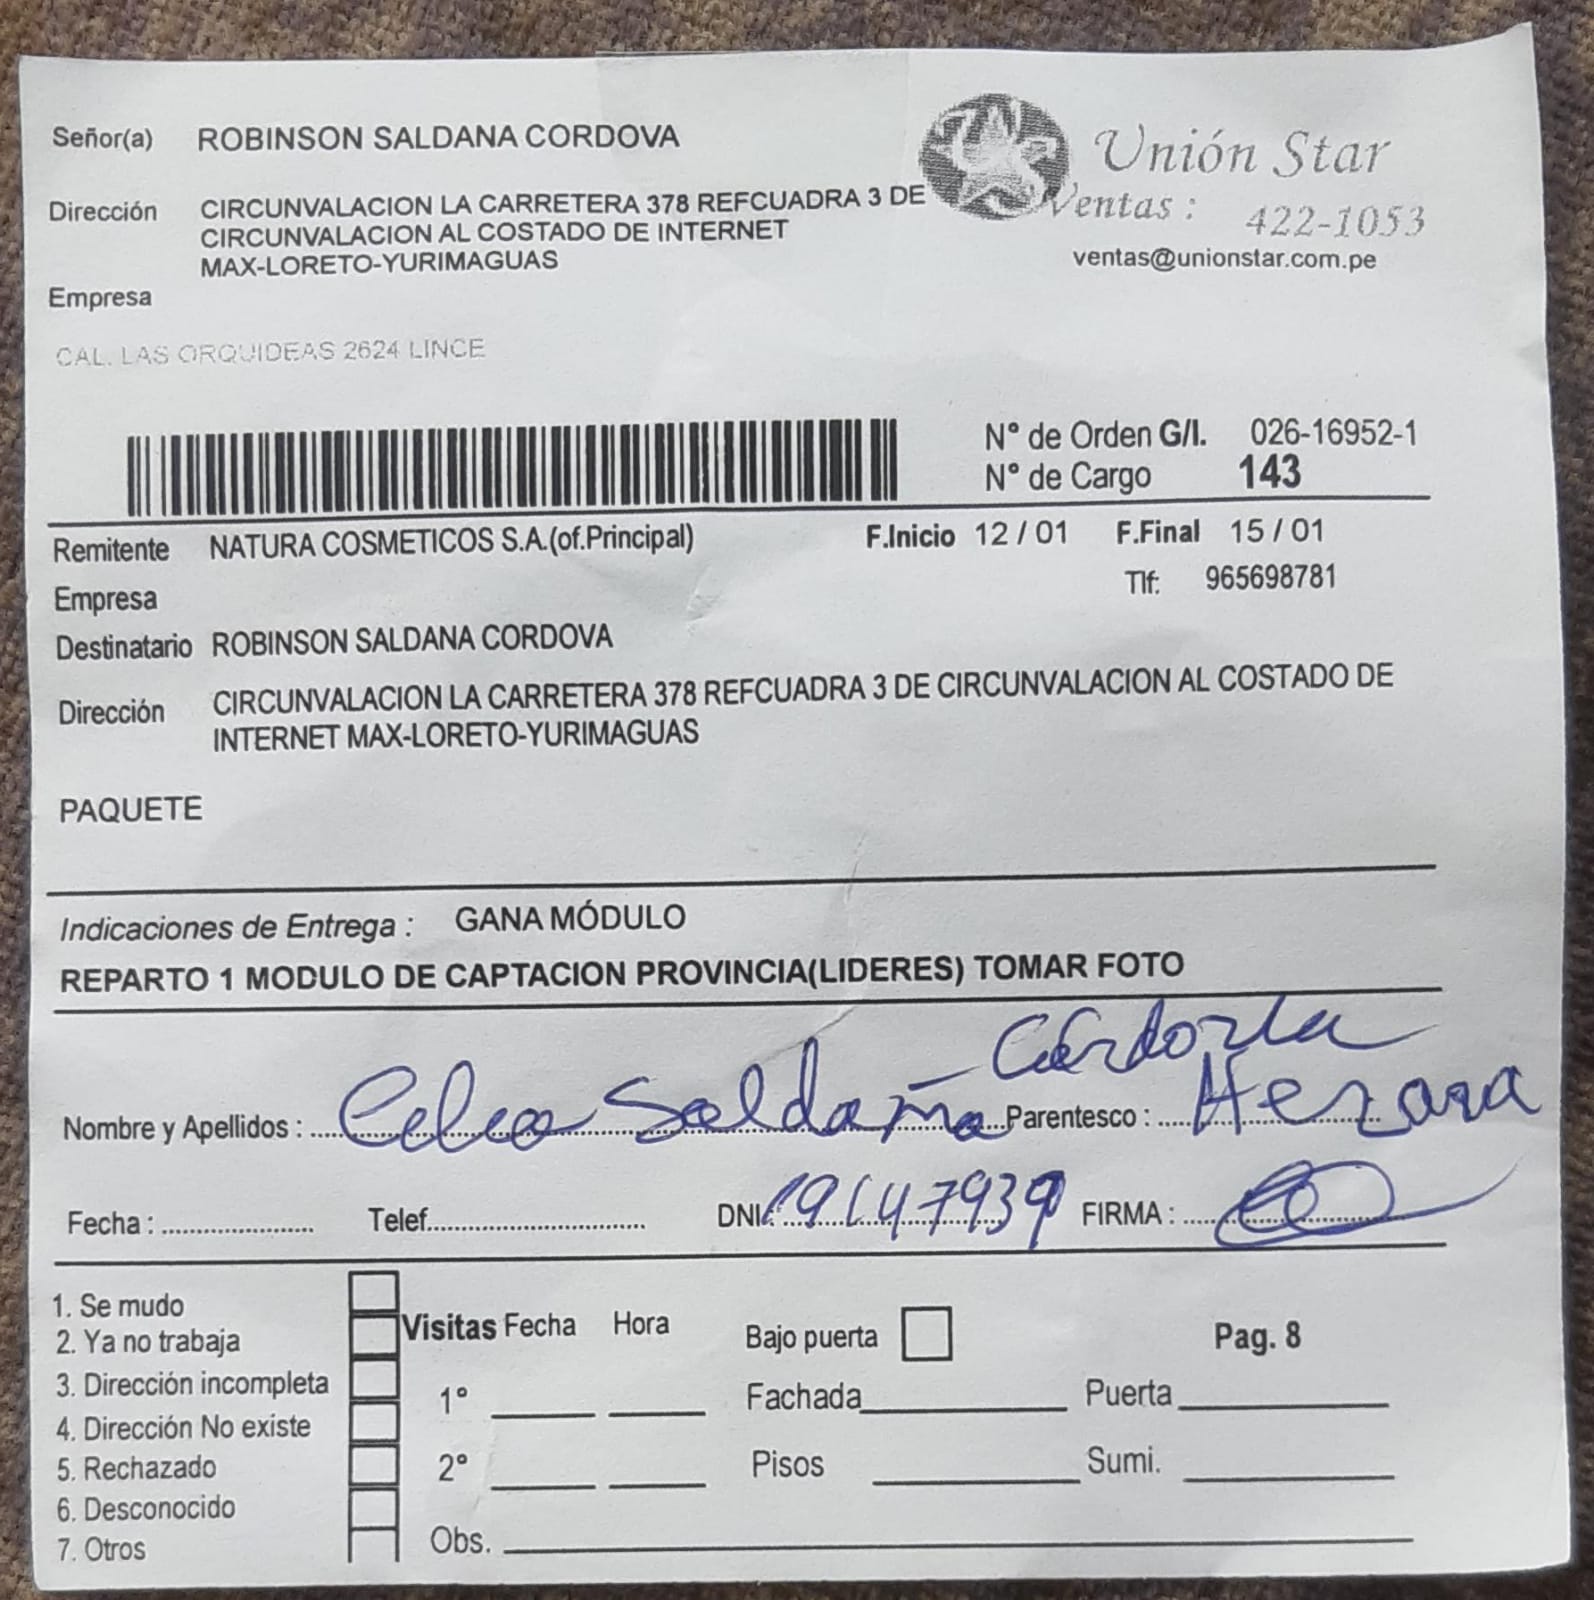 Señor(a) ROBINSON SALDANA CORDOVA
Unión Star
Ventas : 422-1053
ventas@unionstar.com.pe
Dirección CIRCUNVALACION LA CARRETERA 378 REFCUADRA 3 DE
CIRCUNVALACION AL COSTADO DE INTERNET
MAX-LORETO-YURIMAGUAS
Empresa
CAL. LAS ORQUIDEAS 2624 LINCE
N° de Orden G/I. 026-16952-1
N° de Cargo 143
Remitente NATURA COSMETICOS S.A.(of.Principal) F.Inicio 12 / 01 F.Final 15 / 01
Empresa Tlf: 965698781
Destinatario ROBINSON SALDANA CORDOVA
Dirección CIRCUNVALACION LA CARRETERA 378 REFCUADRA 3 DE CIRCUNVALACION AL COSTADO DE
INTERNET MAX-LORETO-YURIMAGUAS
PAQUETE
Indicaciones de Entrega : GANA MÓDULO
REPARTO 1 MODULO DE CAPTACION PROVINCIA(LIDERES) TOMAR FOTO
Nombre y Apellidos : Saldaña Parentesco :
Fecha : Telef. DNI: FIRMA :
1. Se mudo
2. Ya no trabaja
3. Dirección incompleta
4. Dirección No existe
5. Rechazado
6. Desconocido
7. Otros
Visitas Fecha Hora Bajo puerta Pag. 8
1° Fachada Puerta
2° Pisos Sumi.
Obs.